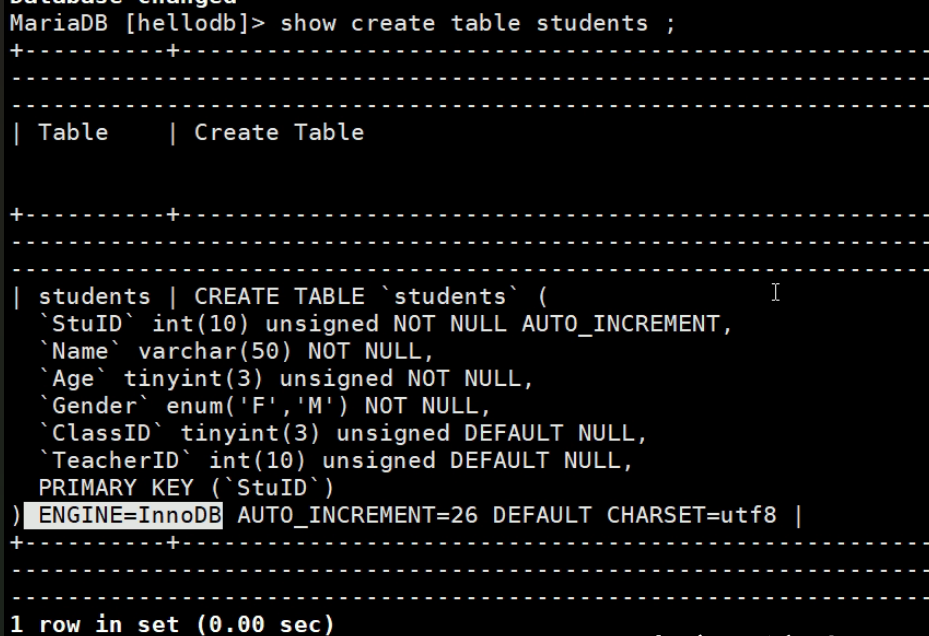 Database changed
MariaDB [hellodb]> show create table students ;
+----------+-----------------------------------------------------
-----------------------------------------------------------------
-----------------------------------------------------------------
| Table    | Create Table
+----------+-----------------------------------------------------
-----------------------------------------------------------------
-----------------------------------------------------------------
| students | CREATE TABLE `students` (
  `StuID` int(10) unsigned NOT NULL AUTO_INCREMENT,
  `Name` varchar(50) NOT NULL,
  `Age` tinyint(3) unsigned NOT NULL,
  `Gender` enum('F','M') NOT NULL,
  `ClassID` tinyint(3) unsigned DEFAULT NULL,
  `TeacherID` int(10) unsigned DEFAULT NULL,
  PRIMARY KEY (`StuID`)
) ENGINE=InnoDB AUTO_INCREMENT=26 DEFAULT CHARSET=utf8 |
+----------+-----------------------------------------------------
-----------------------------------------------------------------
-----------------------------------------------------------------
1 row in set (0.00 sec)